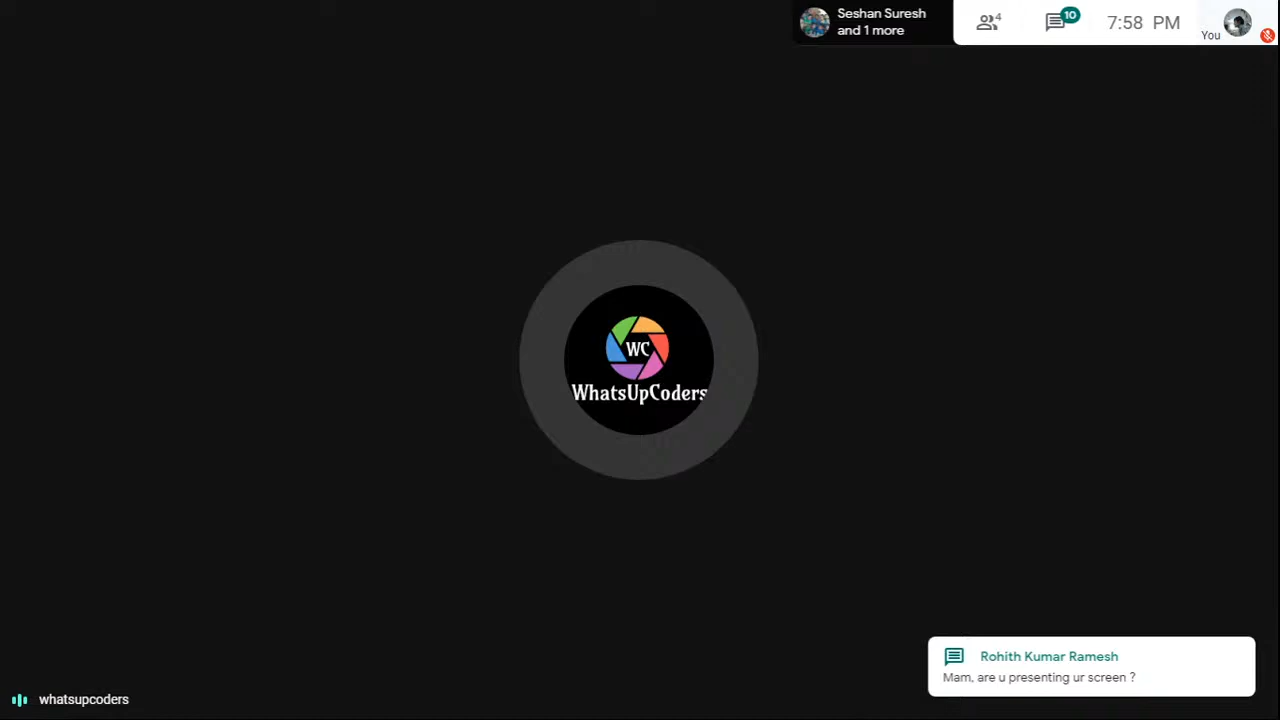 Seshan Suresh
and 1 more
4
10
7:58 PM
You
WC
WhatsUpCoders
Rohith Kumar Ramesh
Mam, are u presenting ur screen ?
whatsupcoders